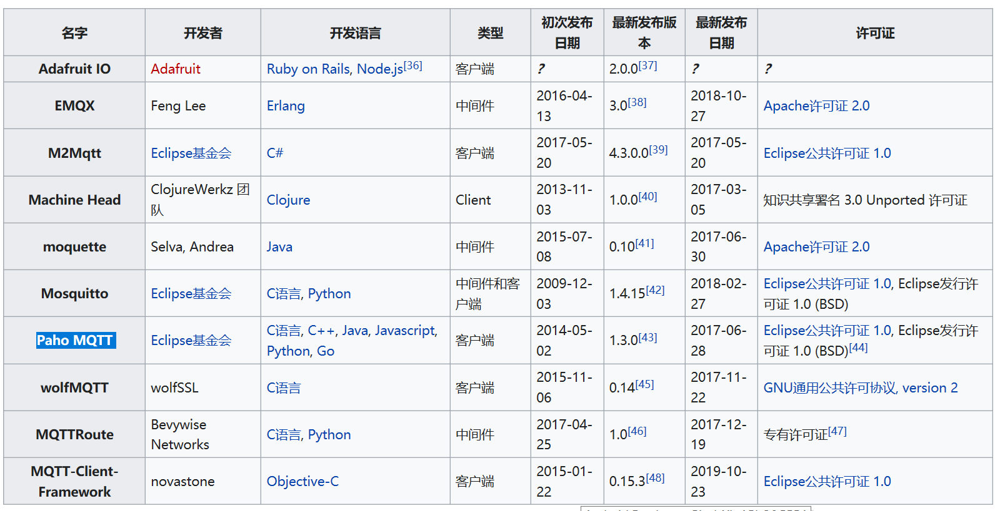 名字 开发者 开发语言 类型 初次发布日期 最新发布版本 最新发布日期 许可证
Adafruit IO Adafruit Ruby on Rails, Node.js[36] 客户端 ? 2.0.0[37] ? ?
EMQX Feng Lee Erlang 中间件 2016-04-13 3.0[38] 2018-10-27 Apache许可证 2.0
M2Mqtt Eclipse基金会 C# 客户端 2017-05-20 4.3.0.0[39] 2017-05-20 Eclipse公共许可证 1.0
Machine Head ClojureWerkz 团队 Clojure Client 2013-11-03 1.0.0[40] 2017-03-05 知识共享署名 3.0 Unported 许可证
moquette Selva, Andrea Java 中间件 2015-07-08 0.10[41] 2017-06-30 Apache许可证 2.0
Mosquitto Eclipse基金会 C语言, Python 中间件和客户端 2009-12-03 1.4.15[42] 2018-02-27 Eclipse公共许可证 1.0, Eclipse发行许可证 1.0 (BSD)
Paho MQTT Eclipse基金会 C语言, C++, Java, Javascript, Python, Go 客户端 2014-05-02 1.3.0[43] 2017-06-28 Eclipse公共许可证 1.0, Eclipse发行许可证 1.0 (BSD)[44]
wolfMQTT wolfSSL C语言 客户端 2015-11-06 0.14[45] 2017-11-22 GNU通用公共许可协议, version 2
MQTTRoute Bevywise Networks C语言, Python 中间件 2017-04-25 1.0[46] 2017-12-19 专有许可证[47]
MQTT-Client-Framework novastone Objective-C 客户端 2015-01-22 0.15.3[48] 2019-10-23 Eclipse公共许可证 1.0